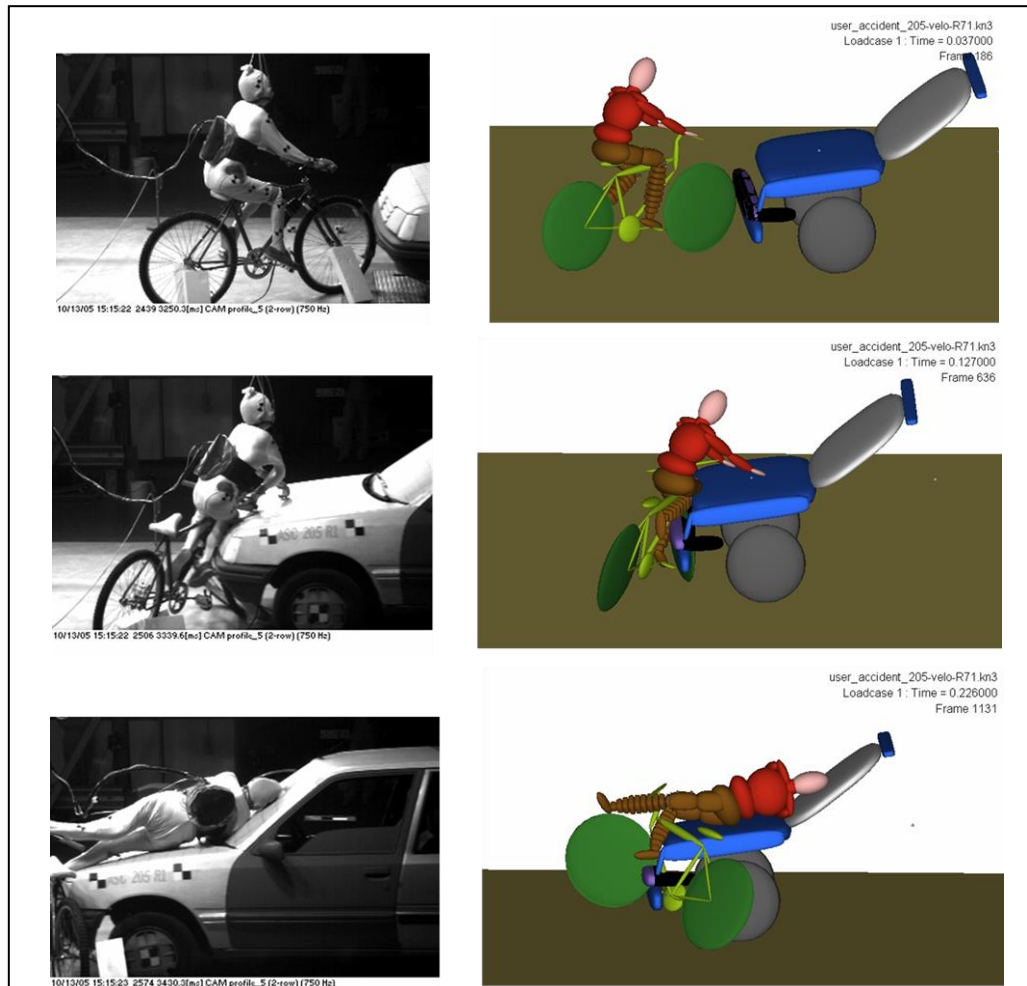 user_accident_205-velo-R71.kn3
Loadcase 1 : Time = 0.037000
Frame 186
10/13/05 15:15:22 2439 3250.3[ms] CAM profile_5 (2-row) (750 Hz)
user_accident_205-velo-R71.kn3
Loadcase 1 : Time = 0.127000
Frame 636
ASC 205 R1
10/13/05 15:15:22 2506 3339.6[ms] CAM profile_5 (2-row) (750 Hz)
user_accident_205-velo-R71.kn3
Loadcase 1 : Time = 0.226000
Frame 1131
ASC 205 R1
10/13/05 15:15:23 2574 3430.3[ms] CAM profile_5 (2-row) (750 Hz)